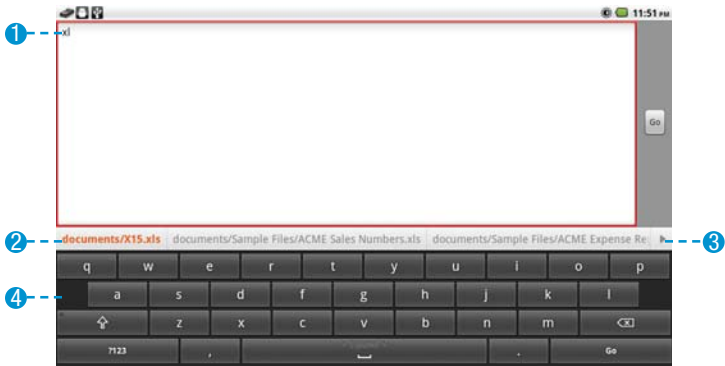 11:51 PM
1 xl
Go
2 documents/X15.xls documents/Sample Files/ACME Sales Numbers.xls documents/Sample Files/ACME Expense Re 3
q w e r t y u i o p
4 a s d f g h j k l
z x c v b n m
?123 , . Go